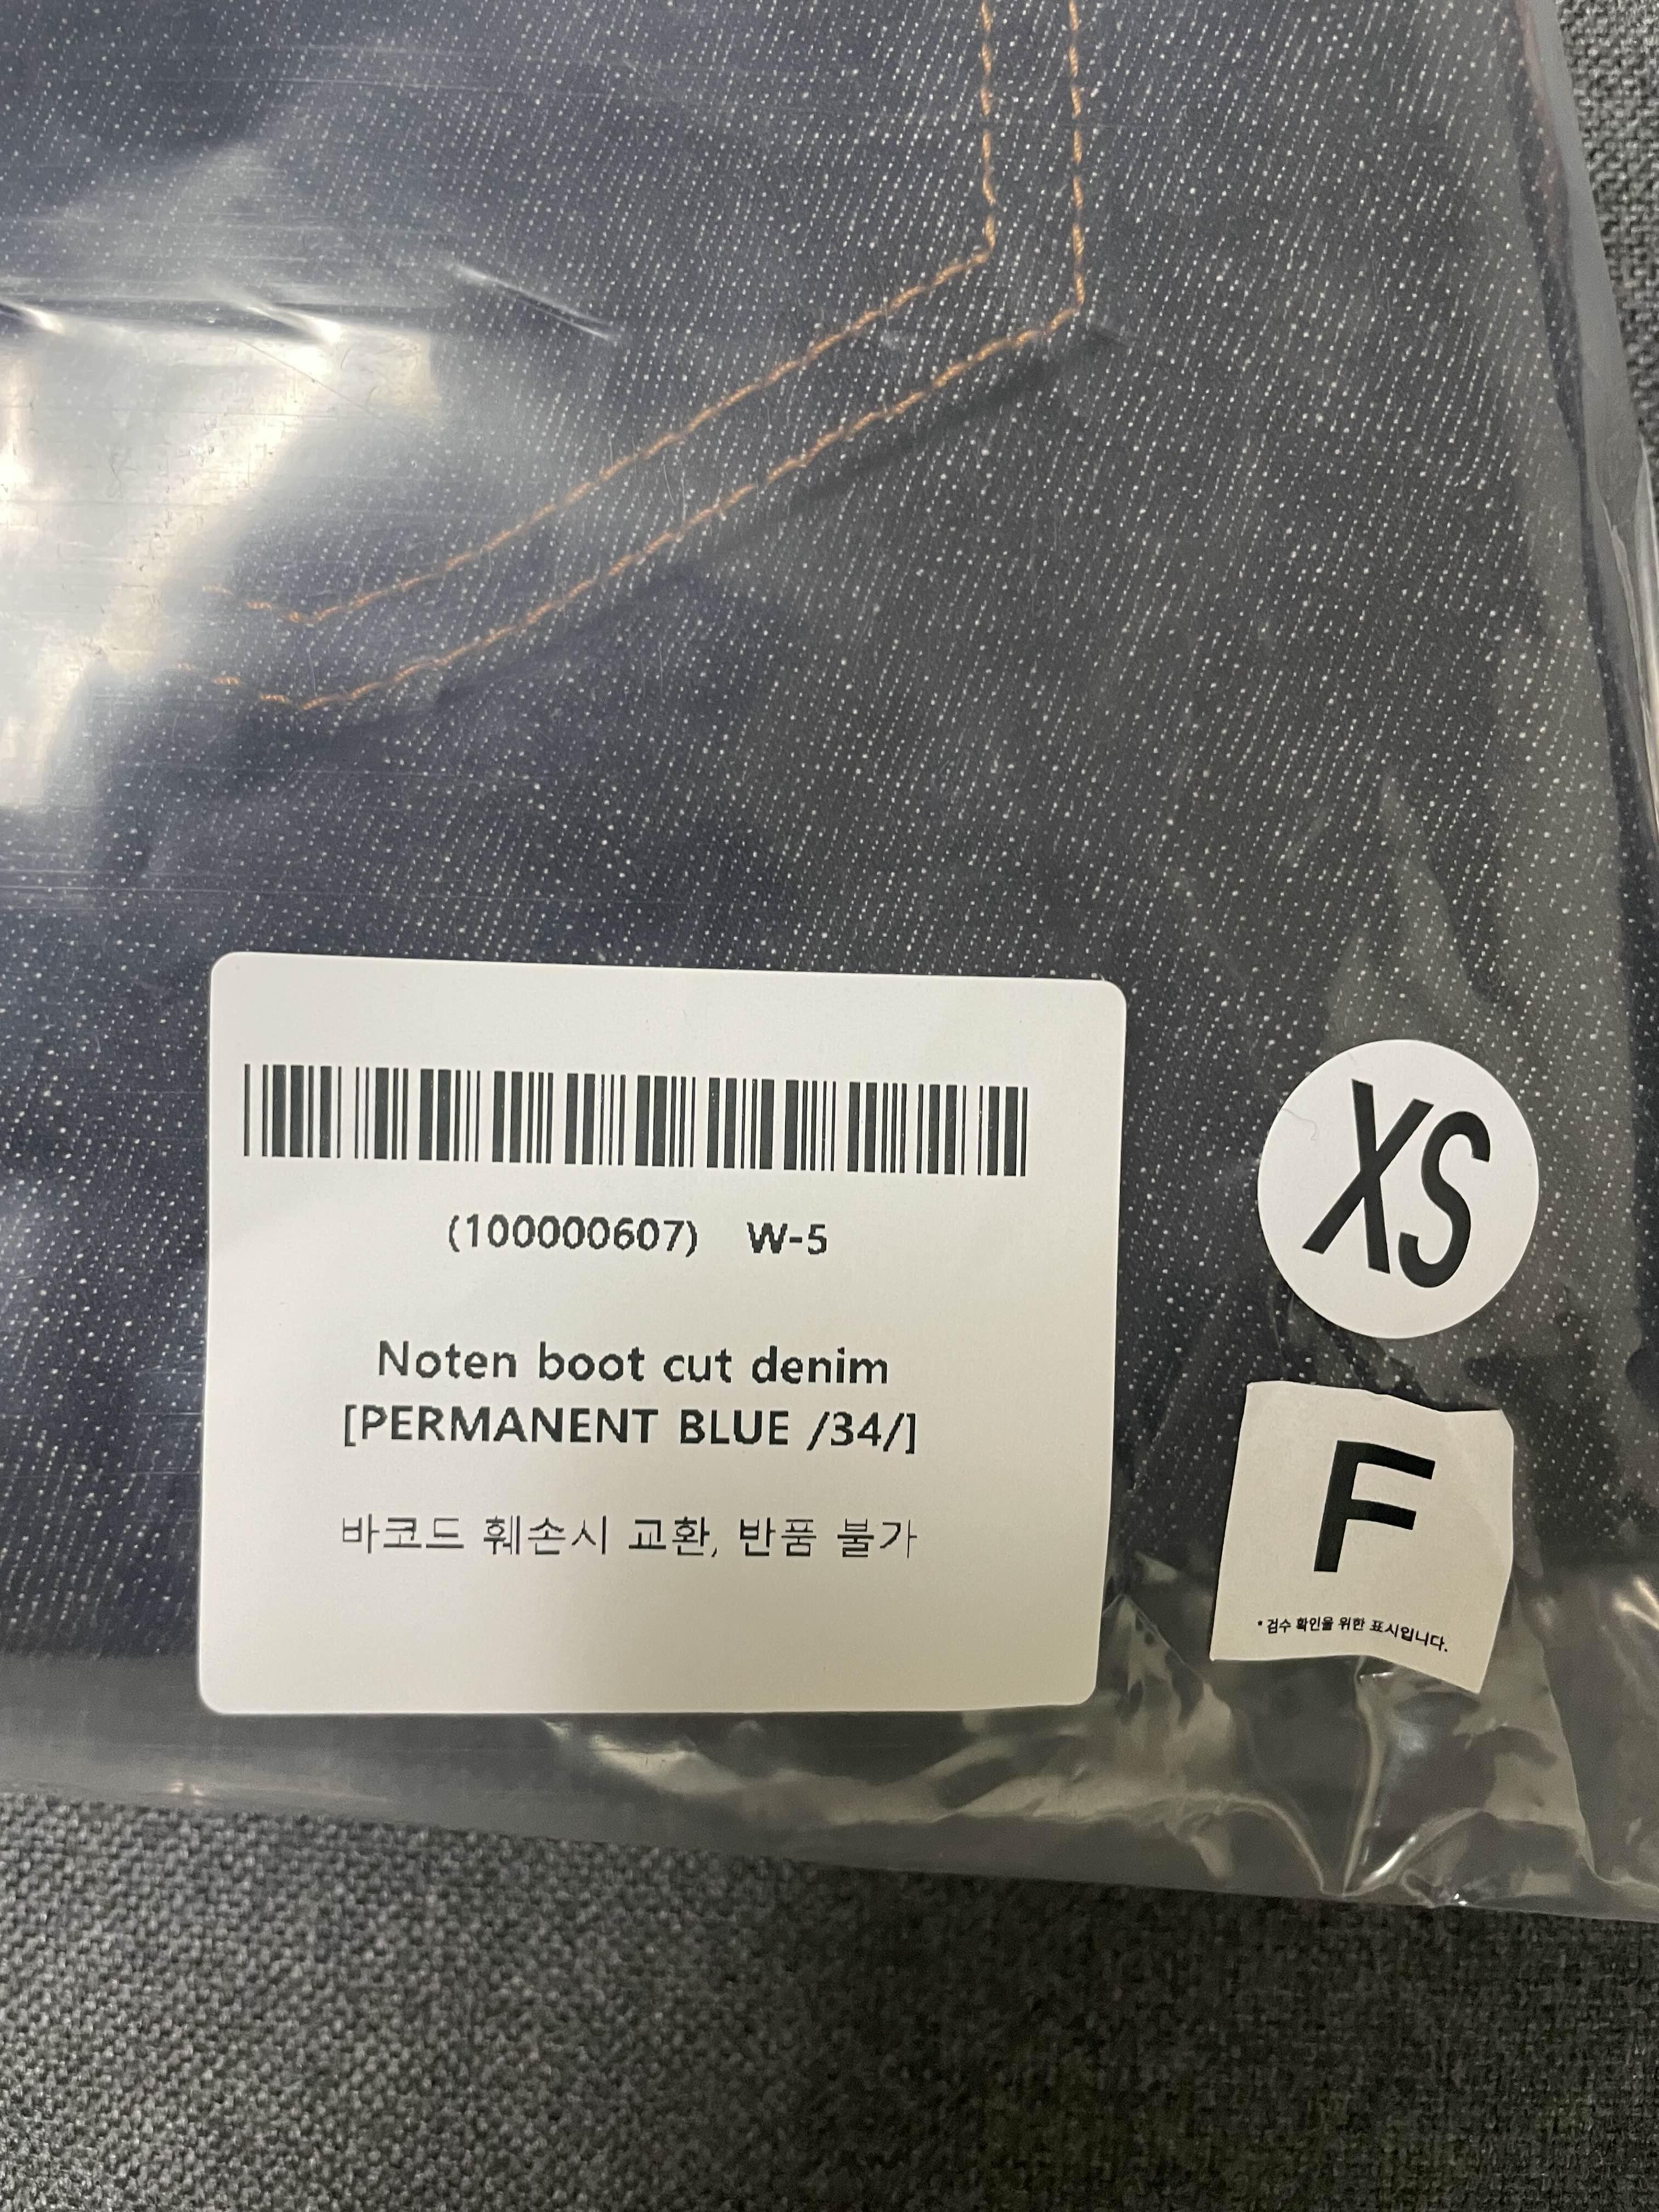 (100000607) W-5
Noten boot cut denim
[PERMANENT BLUE /34/]
바코드 훼손시 교환, 반품 불가
XS
F
• 검수 확인을 위한 표시입니다.